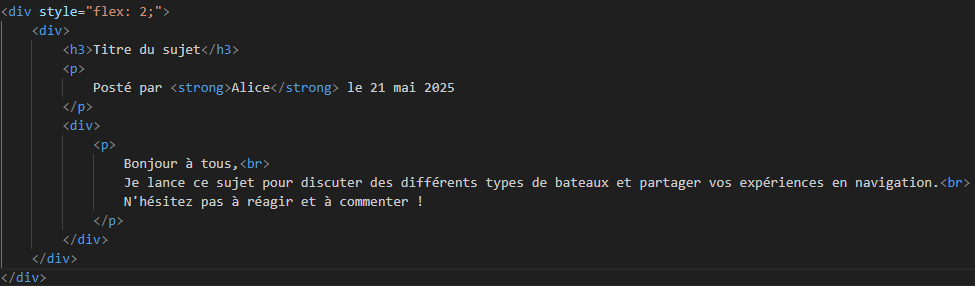 <div style="flex: 2;">
<div>
<h3>Titre du sujet</h3>
<p>
Posté par <strong>Alice</strong> le 21 mai 2025
</p>
<div>
<p>
Bonjour à tous,<br>
Je lance ce sujet pour discuter des différents types de bateaux et partager vos expériences en navigation.<br>
N'hésitez pas à réagir et à commenter !
</p>
</div>
</div>
</div>